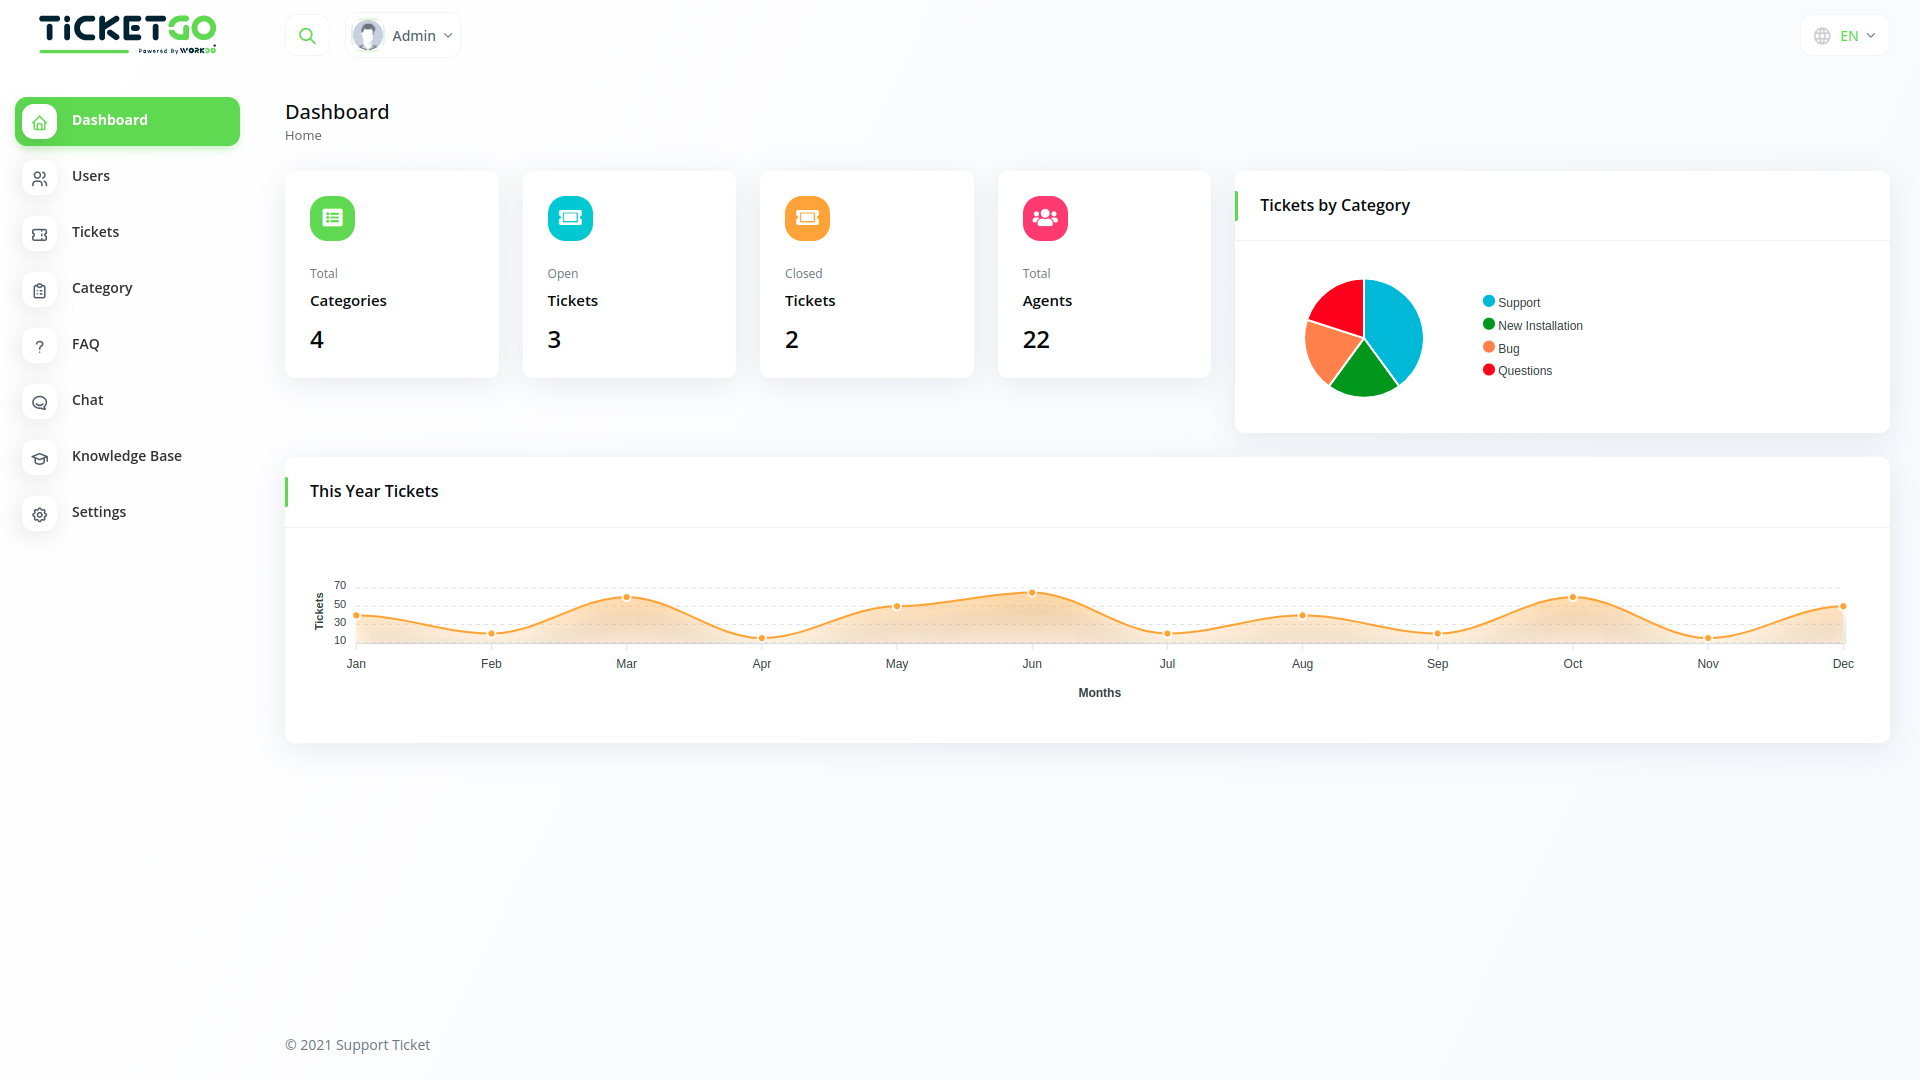 TiCKETGO
Powered By WORKDO
Admin
EN
Dashboard
Users
Tickets
Category
?
FAQ
Chat
Knowledge Base
Settings
Dashboard
Home
Total
Categories
4
Open
Tickets
3
Closed
Tickets
2
Total
Agents
22
Tickets by Category
Support
New Installation
Bug
Questions
This Year Tickets
Tickets
70
50
30
10
Jan Feb Mar Apr May Jun Jul Aug Sep Oct Nov Dec
Months
© 2021 Support Ticket